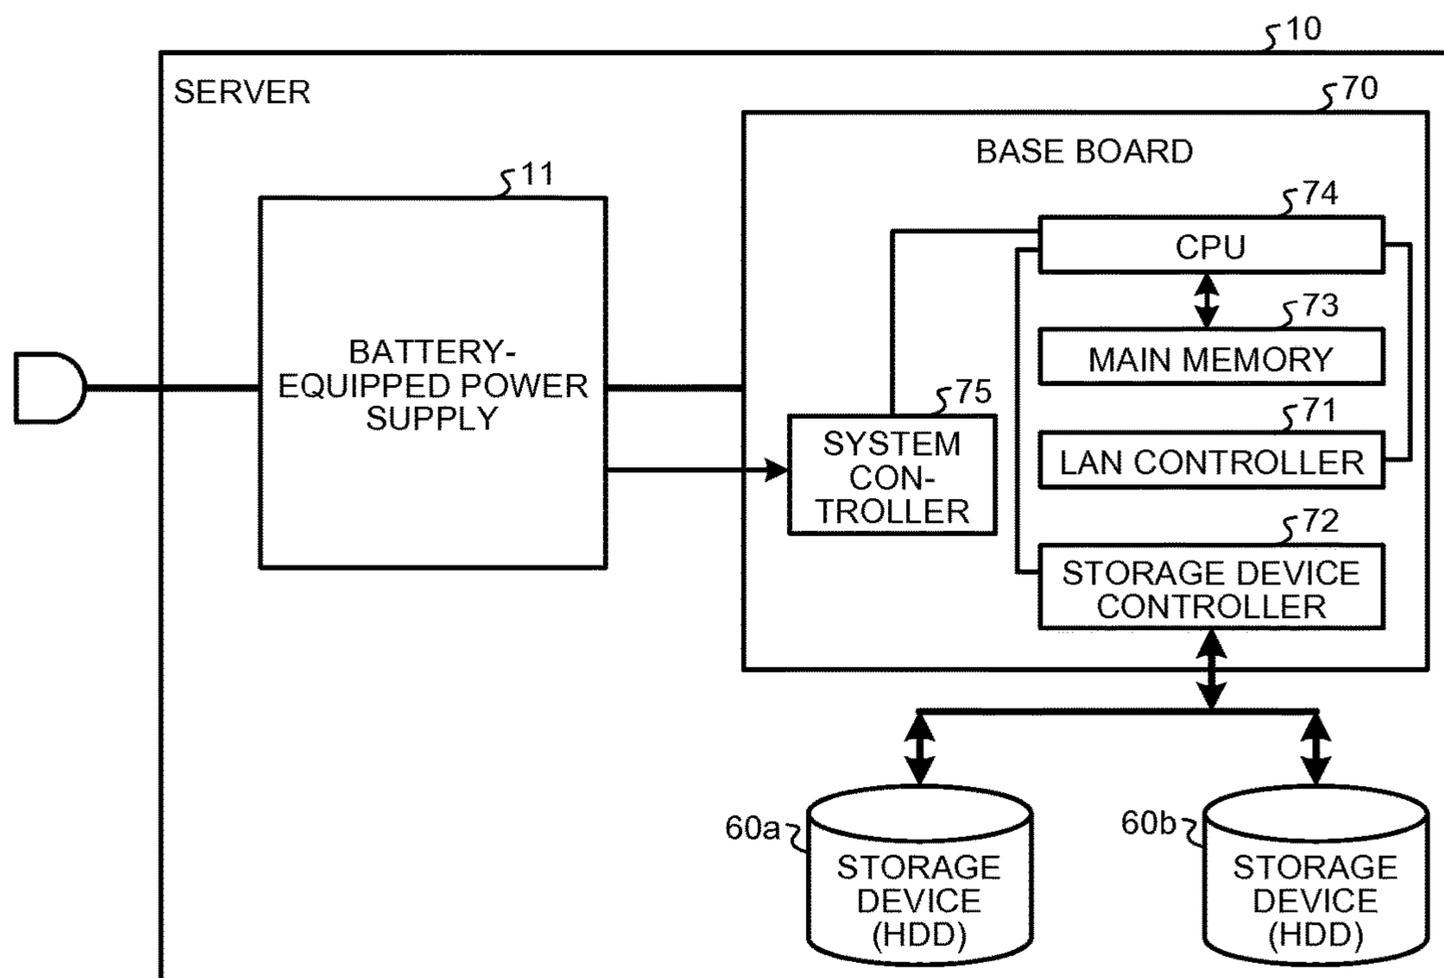 10
SERVER
70
BASE BOARD
11
BATTERY-
EQUIPPED POWER
SUPPLY
74
CPU
73
MAIN MEMORY
75
SYSTEM
CON-
TROLLER
71
LAN CONTROLLER
72
STORAGE DEVICE
CONTROLLER
60a
STORAGE
DEVICE
(HDD)
60b
STORAGE
DEVICE
(HDD)